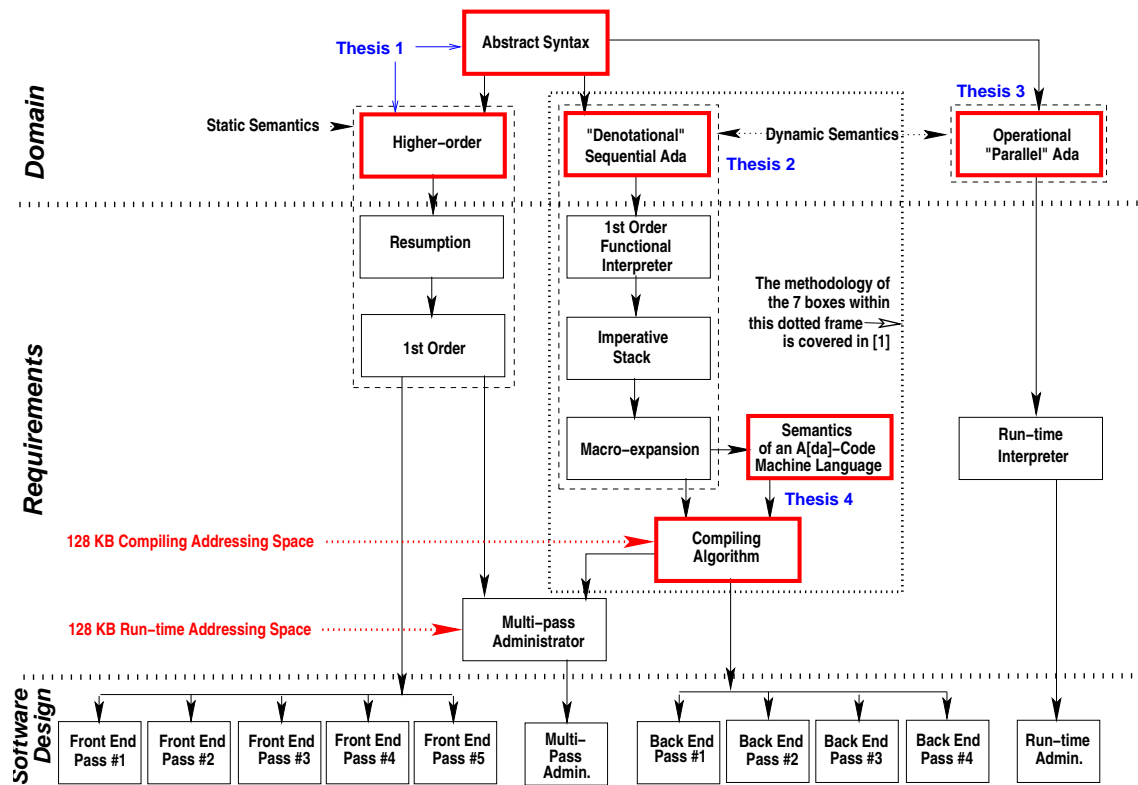 Abstract Syntax
Thesis 1
Thesis 3
Domain
Static Semantics
Higher-order
"Denotational"
Sequential Ada
Dynamic Semantics
Operational
"Parallel" Ada
Thesis 2
Requirements
Resumption
1st Order
Functional
Interpreter
The methodology of
the 7 boxes within
this dotted frame
is covered in [1]
1st Order
Imperative
Stack
Macro-expansion
Semantics
of an A[da]-Code
Machine Language
Run-time
Interpreter
Thesis 4
128 KB Compiling Addressing Space
Compiling
Algorithm
128 KB Run-time Addressing Space
Multi-pass
Administrator
Software
Design
Front End
Pass #1
Front End
Pass #2
Front End
Pass #3
Front End
Pass #4
Front End
Pass #5
Multi-
Pass
Admin.
Back End
Pass #1
Back End
Pass #2
Back End
Pass #3
Back End
Pass #4
Run-time
Admin.